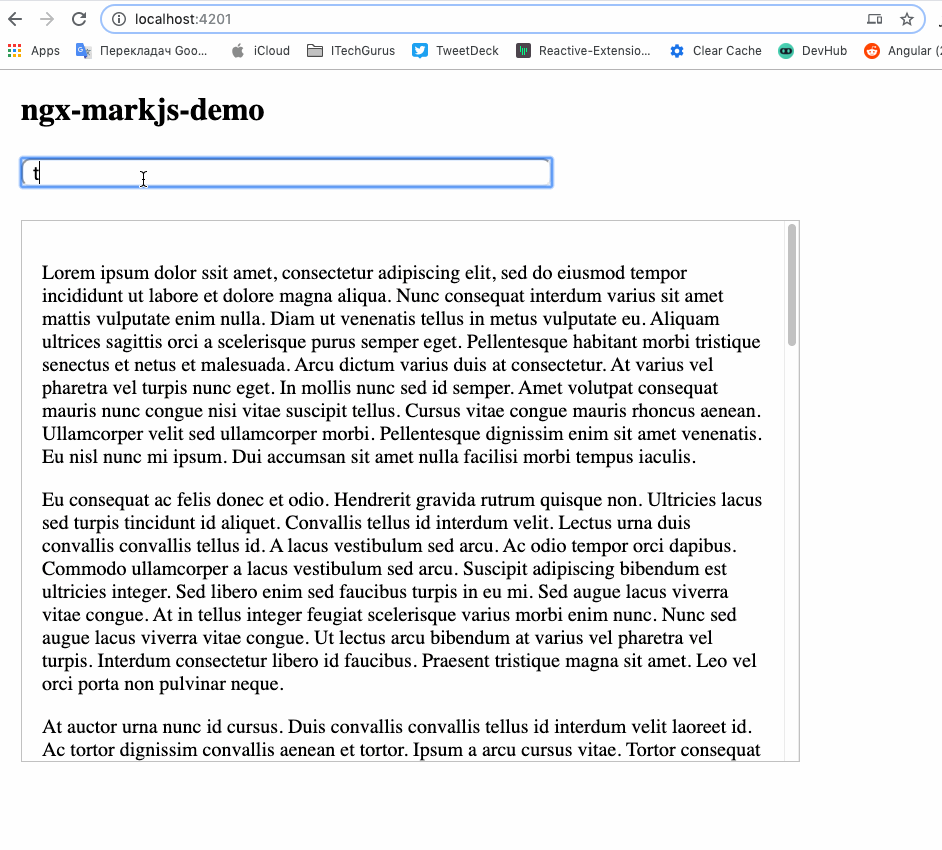 localhost:4201
Apps Перекладач Goo... iCloud ITechGurus TweetDeck Reactive-Extensio... Clear Cache DevHub Angular (2
ngx-markjs-demo
t
Lorem ipsum dolor ssit amet, consectetur adipiscing elit, sed do eiusmod tempor
incididunt ut labore et dolore magna aliqua. Nunc consequat interdum varius sit amet
mattis vulputate enim nulla. Diam ut venenatis tellus in metus vulputate eu. Aliquam
ultrices sagittis orci a scelerisque purus semper eget. Pellentesque habitant morbi tristique
senectus et netus et malesuada. Arcu dictum varius duis at consectetur. At varius vel
pharetra vel turpis nunc eget. In mollis nunc sed id semper. Amet volutpat consequat
mauris nunc congue nisi vitae suscipit tellus. Cursus vitae congue mauris rhoncus aenean.
Ullamcorper velit sed ullamcorper morbi. Pellentesque dignissim enim sit amet venenatis.
Eu nisl nunc mi ipsum. Dui accumsan sit amet nulla facilisi morbi tempus iaculis.
Eu consequat ac felis donec et odio. Hendrerit gravida rutrum quisque non. Ultricies lacus
sed turpis tincidunt id aliquet. Convallis tellus id interdum velit. Lectus urna duis
convallis convallis tellus id. A lacus vestibulum sed arcu. Ac odio tempor orci dapibus.
Commodo ullamcorper a lacus vestibulum sed arcu. Suscipit adipiscing bibendum est
ultricies integer. Sed libero enim sed faucibus turpis in eu mi. Sed augue lacus viverra
vitae congue. At in tellus integer feugiat scelerisque varius morbi enim nunc. Nunc sed
augue lacus viverra vitae congue. Ut lectus arcu bibendum at varius vel pharetra vel
turpis. Interdum consectetur libero id faucibus. Praesent tristique magna sit amet. Leo vel
orci porta non pulvinar neque.
At auctor urna nunc id cursus. Duis convallis convallis tellus id interdum velit laoreet id.
Ac tortor dignissim convallis aenean et tortor. Ipsum a arcu cursus vitae. Tortor consequat